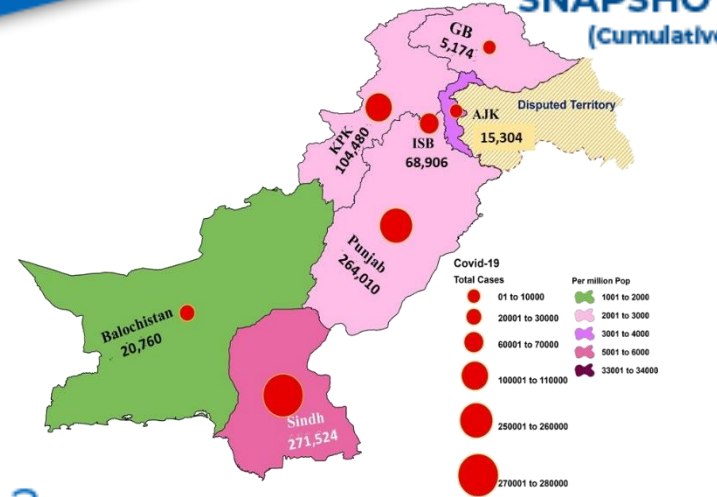 SNAPSHO
(Cumulative
GB
5,174
Disputed Territory
AJK
15,304
KPK
104,480
ISB
68,906
Punjab
264,010
Balochistan
20,760
Sindh
271,524
Covid-19
Total Cases
01 to 10000
20001 to 30000
60001 to 70000
100001 to 110000
250001 to 260000
270001 to 280000
Per million Pop
1001 to 2000
2001 to 3000
3001 to 4000
5001 to 6000
33001 to 34000